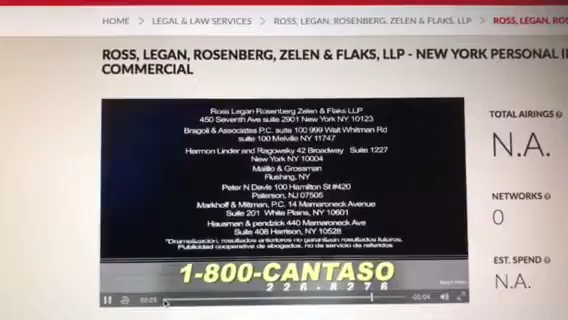 HOME > LEGAL & LAW SERVICES > ROSS, LEGAN, ROSENBERG, ZELEN & FLAKS, LLP > ROSS, LEGAN, ROS
ROSS, LEGAN, ROSENBERG, ZELEN & FLAKS, LLP - NEW YORK PERSONAL I
COMMERCIAL
Ross Legan Rosenberg Zelen & Flaks LLP
450 Seventh Ave suite 2901 New York NY 10123
Bragoli & Associates P.C. suite 100 999 Walt Whitman Rd
suite 100 Melville NY 11747
Harmon Linder and Rogowsky 42 Broadway Suite 1227
New York NY 10004
Mallilo & Grossman
Flushing, NY
Peter N Davis 100 Hamilton St #420
Paterson, NJ 07505
Markhoff & Mittman, P.C. 14 Mamaroneck Avenue
Suite 201 White Plains, NY 10601
Hausman & pendzick 440 Mamaroneck Ave
Suite 408 Harrison, NY 10528
*Dramatización, resultados anteriores no garantizan resultados futuros.
Publicidad cooperativa de abogados. no de servicio de referidos
1-800-CANTASO
226-8276
00:25
-00:04
TOTAL AIRINGS
N.A.
NETWORKS
0
EST. SPEND
N.A.